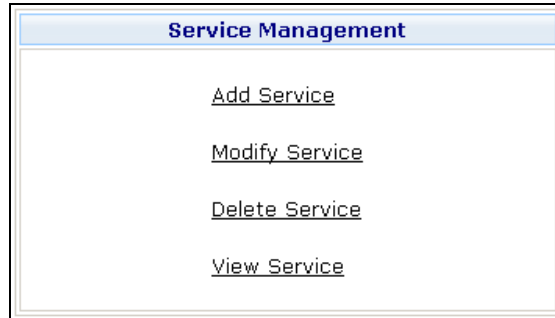 Service Management
Add Service
Modify Service
Delete Service
View Service